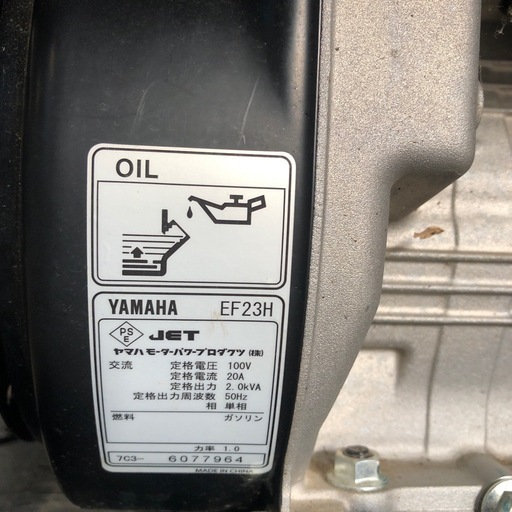 OIL
YAMAHA EF23H
PS
E
JET
ヤマハモーターパワープロダクツ(株)
交流 定格電圧 100V
定格電流 20A
定格出力 2.0kVA
定格出力周波数 50Hz
相 単相
燃料 ガソリン
力率 1.0
7C3- 6077964
MADE IN CHINA